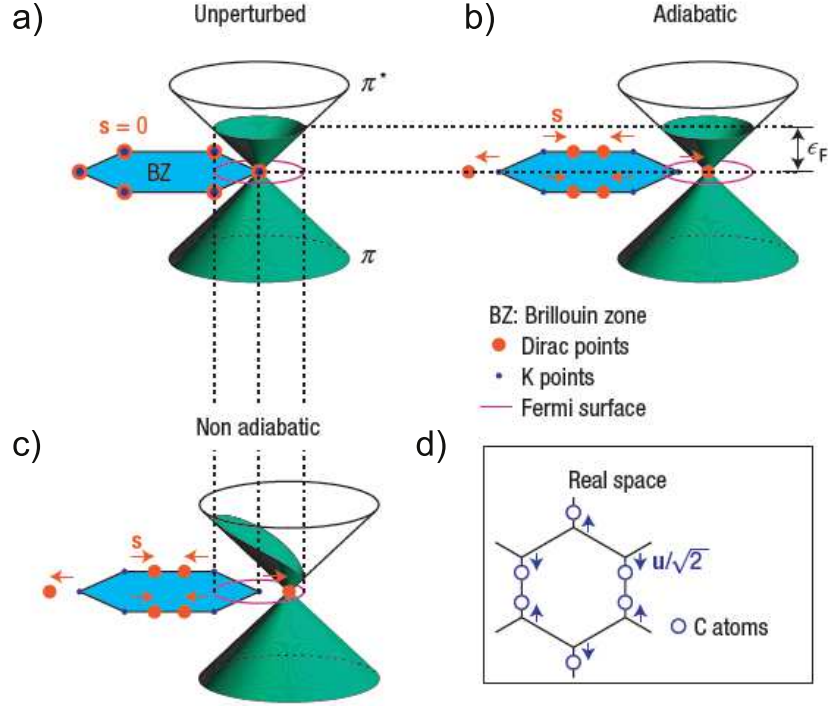 a)
Unperturbed
b)
Adiabatic
π*
s = 0
s
BZ
ϵF
π
BZ: Brillouin zone
Dirac points
K points
Fermi surface
c)
Non adiabatic
d)
Real space
s
u/√2
C atoms